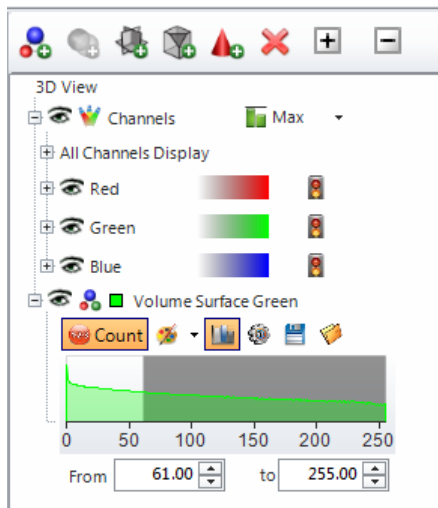 3D View
Channels Max
All Channels Display
Red
Green
Blue
Volume Surface Green
Count
0 50 100 150 200 250
From 61.00 to 255.00